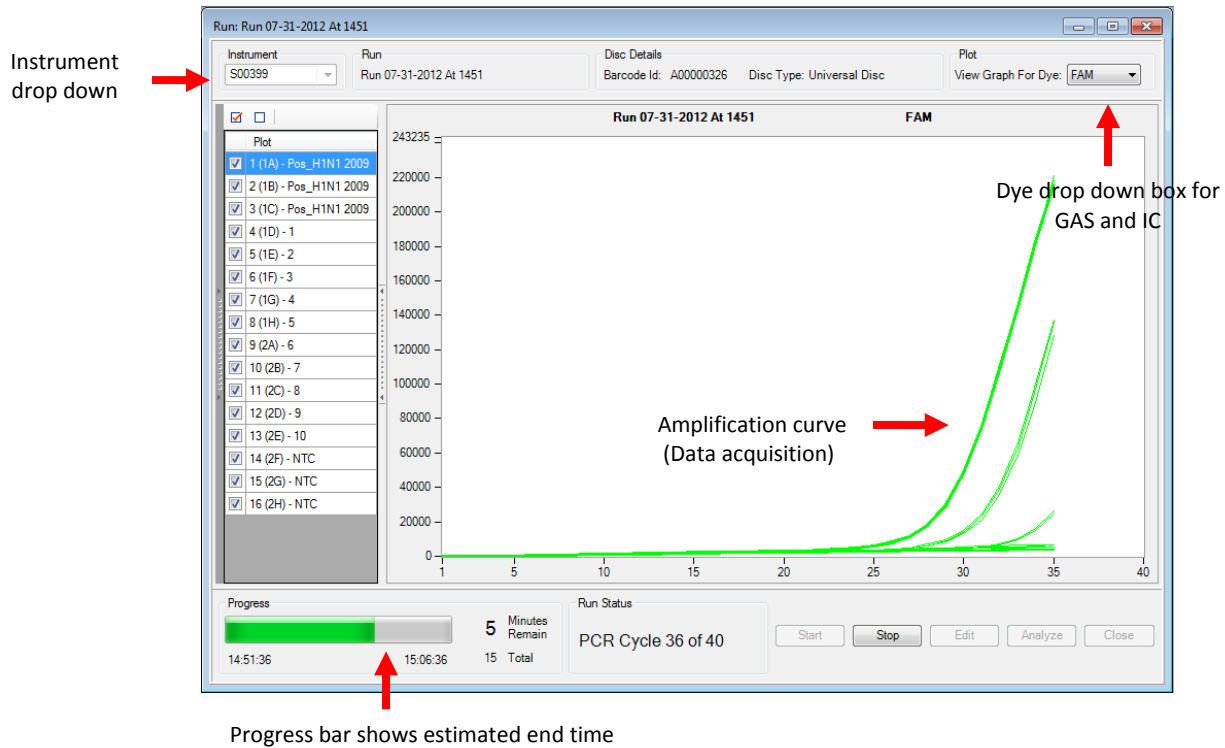 Run: Run 07-31-2012 At 1451
Instrument
drop down
Instrument
S00399
Run
Run 07-31-2012 At 1451
Disc Details
Barcode Id: A00000326 Disc Type: Universal Disc
Plot
View Graph For Dye: FAM
Plot
1 (1A) - Pos_H1N1 2009
2 (1B) - Pos_H1N1 2009
3 (1C) - Pos_H1N1 2009
4 (1D) - 1
5 (1E) - 2
6 (1F) - 3
7 (1G) - 4
8 (1H) - 5
9 (2A) - 6
10 (2B) - 7
11 (2C) - 8
12 (2D) - 9
13 (2E) - 10
14 (2F) - NTC
15 (2G) - NTC
16 (2H) - NTC
Run 07-31-2012 At 1451 FAM
243235
220000
200000
180000
160000
140000
120000
100000
80000
60000
40000
20000
0
1 5 10 15 20 25 30 35 40
Dye drop down box for
GAS and IC
Amplification curve
(Data acquisition)
Progress
14:51:36 15:06:36
5 Minutes
Remain
15 Total
Run Status
PCR Cycle 36 of 40
Start Stop Edit Analyze Close
Progress bar shows estimated end time